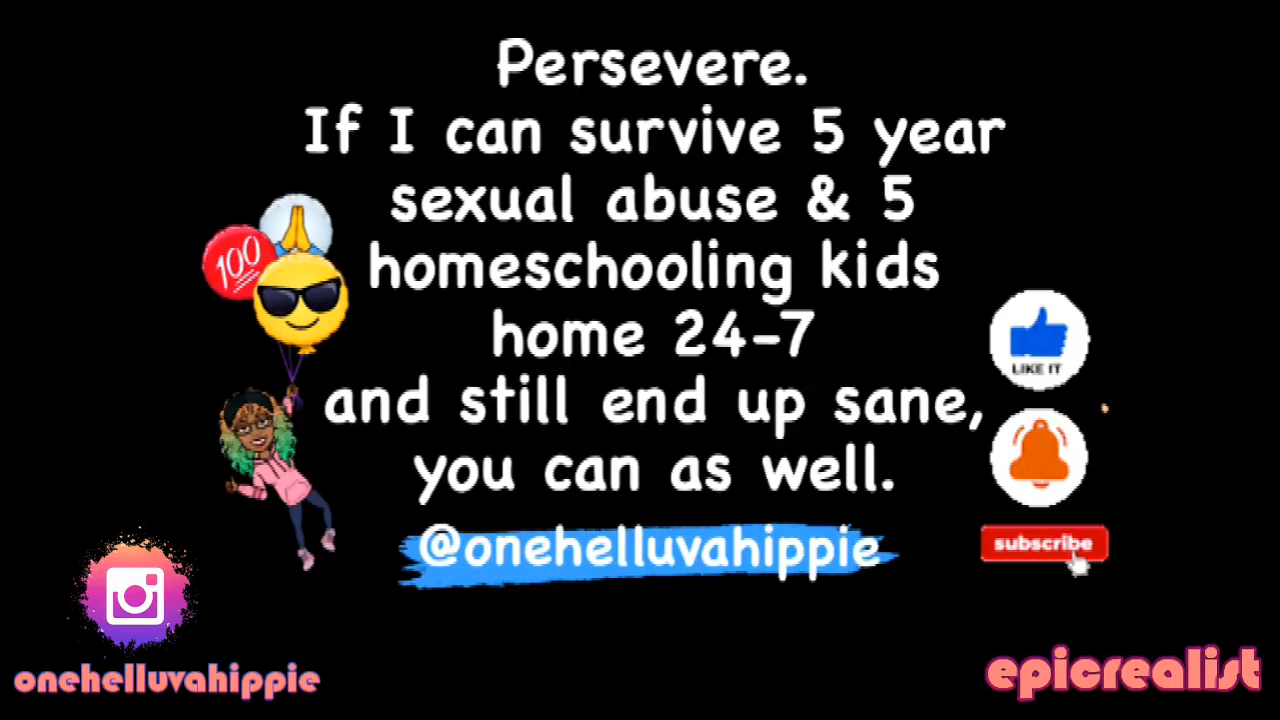 Persevere.
If I can survive 5 year
sexual abuse & 5
100
homeschooling kids
home 24-7
LIKE IT
and still end up sane,
you can as well.
@onehelluvahippie
subscribe
onehelluvahippie
epicrealist